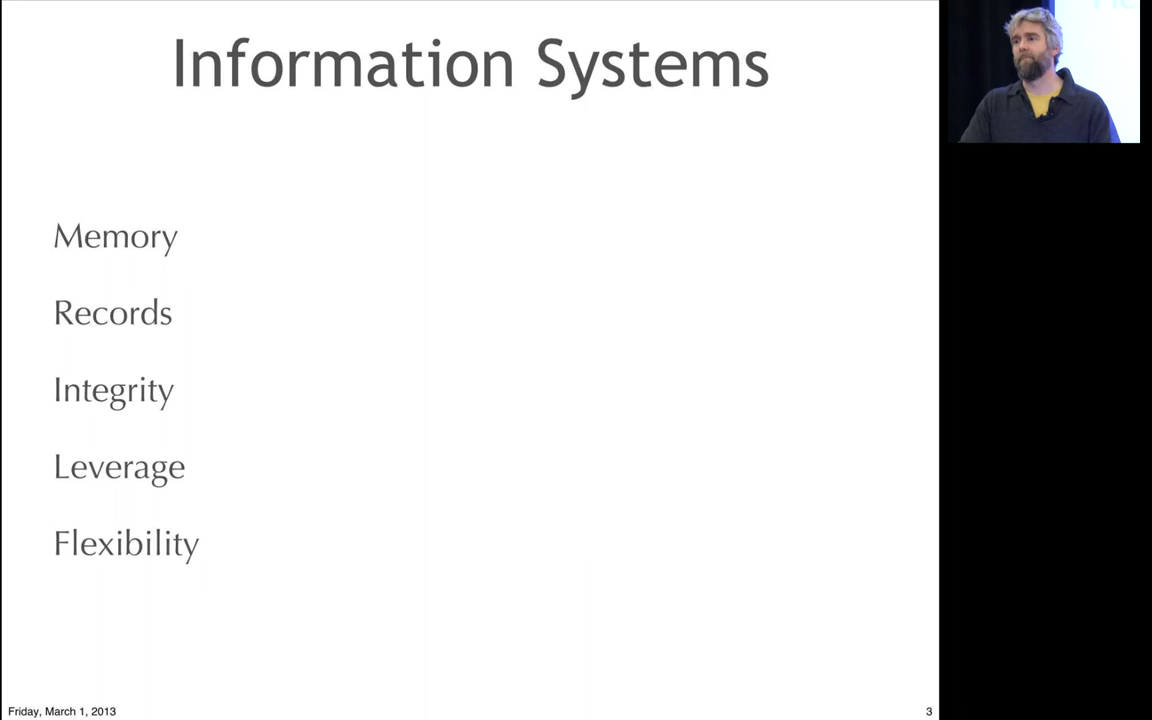 Information Systems
Memory
Records
Integrity
Leverage
Flexibility
Friday, March 1, 2013
3